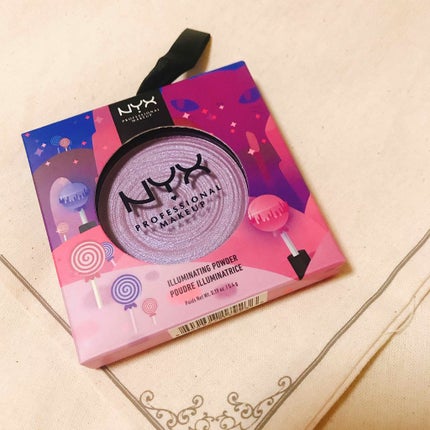 NYX
PROFESSIONAL
MAKEUP
NYX
PROFESSIONAL
MAKEUP
ILLUMINATING POWDER
POUDRE ILLUMINATRICE